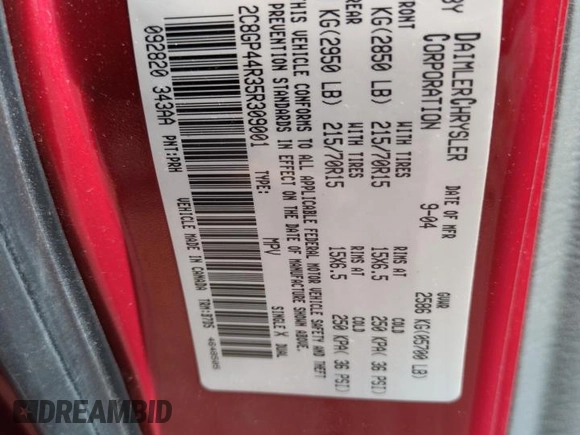 BY DAIMLERCHRYSLER CORPORATION
DATE OF MFR 9-04
GVWR 2586 KG(05700 LB)
FRONT KG(2850 LB) WITH TIRES 215/70R15 RIMS AT 15X6.5 COLD 250 KPA( 36 PSI)
REAR KG(2950 LB) WITH TIRES 215/70R15 RIMS AT 15X6.5 COLD 250 KPA( 36 PSI)
THIS VEHICLE CONFORMS TO ALL APPLICABLE FEDERAL MOTOR VEHICLE SAFETY AND THEFT
PREVENTION STANDARDS IN EFFECT ON THE DATE OF MANUFACTURE SHOWN ABOVE.
2C8GP44R35R309001 TYPE: MPV SINGLE X DUAL
092820 343AA PNT:PRH VEHICLE MADE IN CANADA
DREAMBID